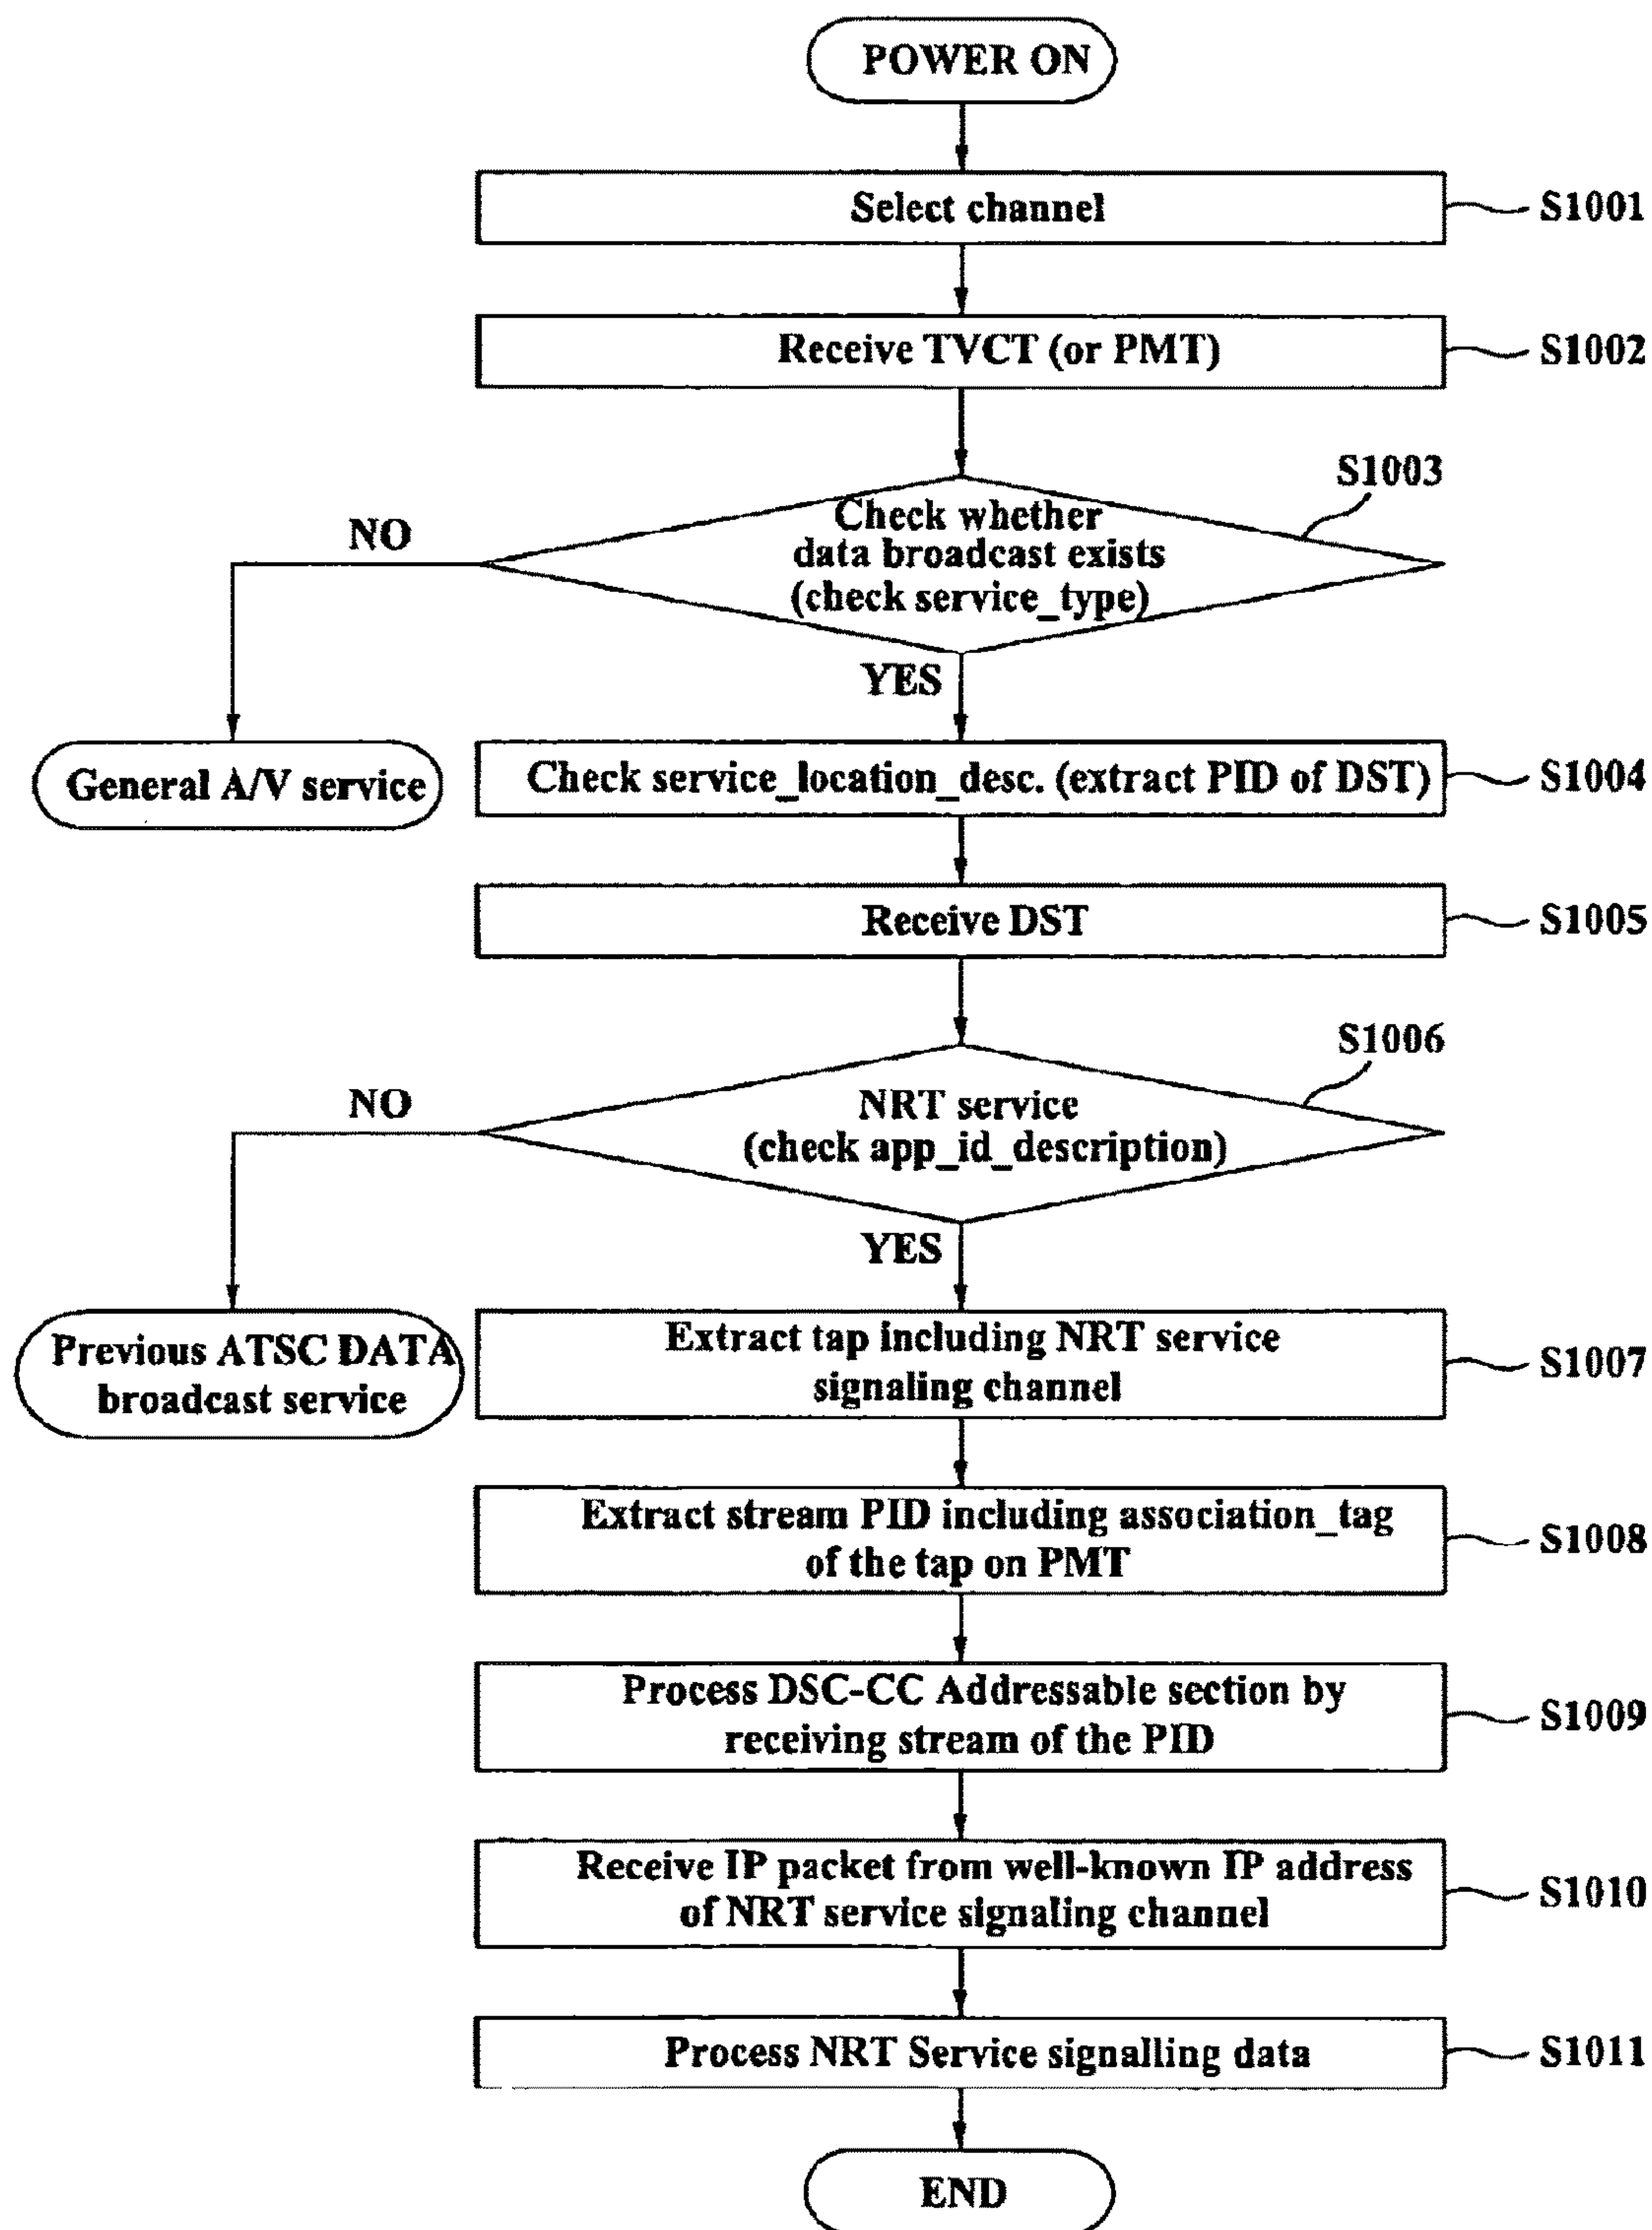 POWER ON
Select channel
S1001
Receive TVCT (or PMT)
S1002
S1003
Check whether
data broadcast exists
(check service_type)
NO
YES
General A/V service
Check service_location_desc. (extract PID of DST)
S1004
Receive DST
S1005
S1006
NRT service
(check app_id_description)
NO
YES
Previous ATSC DATA
broadcast service
Extract tap including NRT service
signaling channel
S1007
Extract stream PID including association_tag
of the tap on PMT
S1008
Process DSC-CC Addressable section by
receiving stream of the PID
S1009
Receive IP packet from well-known IP address
of NRT service signaling channel
S1010
Process NRT Service signalling data
S1011
END